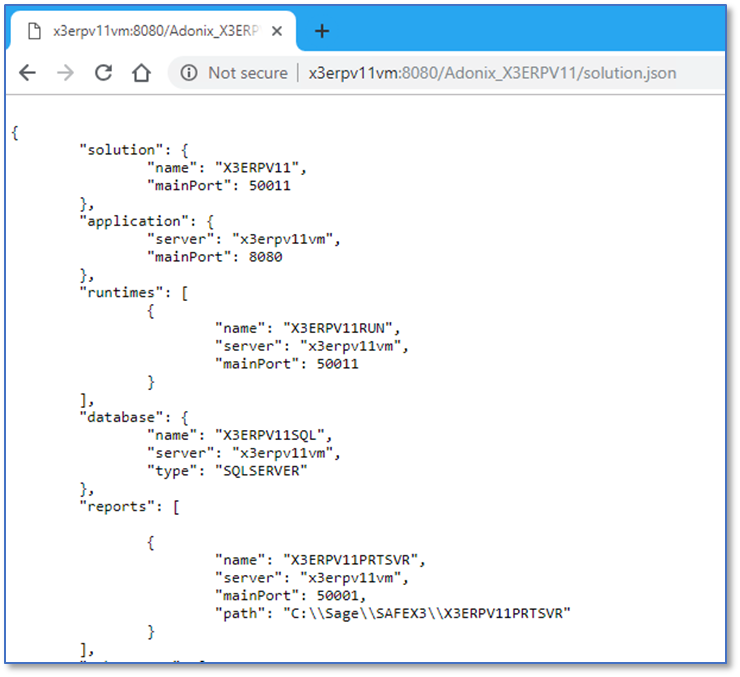 x3erpv11vm:8080/Adonix_X3ERP
Not secure | x3erpv11vm:8080/Adonix_X3ERPV11/solution.json
{
"solution": {
"name": "X3ERPV11",
"mainPort": 50011
},
"application": {
"server": "x3erpv11vm",
"mainPort": 8080
},
"runtimes": [
{
"name": "X3ERPV11RUN",
"server": "x3erpv11vm",
"mainPort": 50011
}
],
"database": {
"name": "X3ERPV11SQL",
"server": "x3erpv11vm",
"type": "SQLSERVER"
},
"reports": [
{
"name": "X3ERPV11PRTSVR",
"server": "x3erpv11vm",
"mainPort": 50001,
"path": "C:\\Sage\\SAFEX3\\X3ERPV11PRTSVR"
}
],